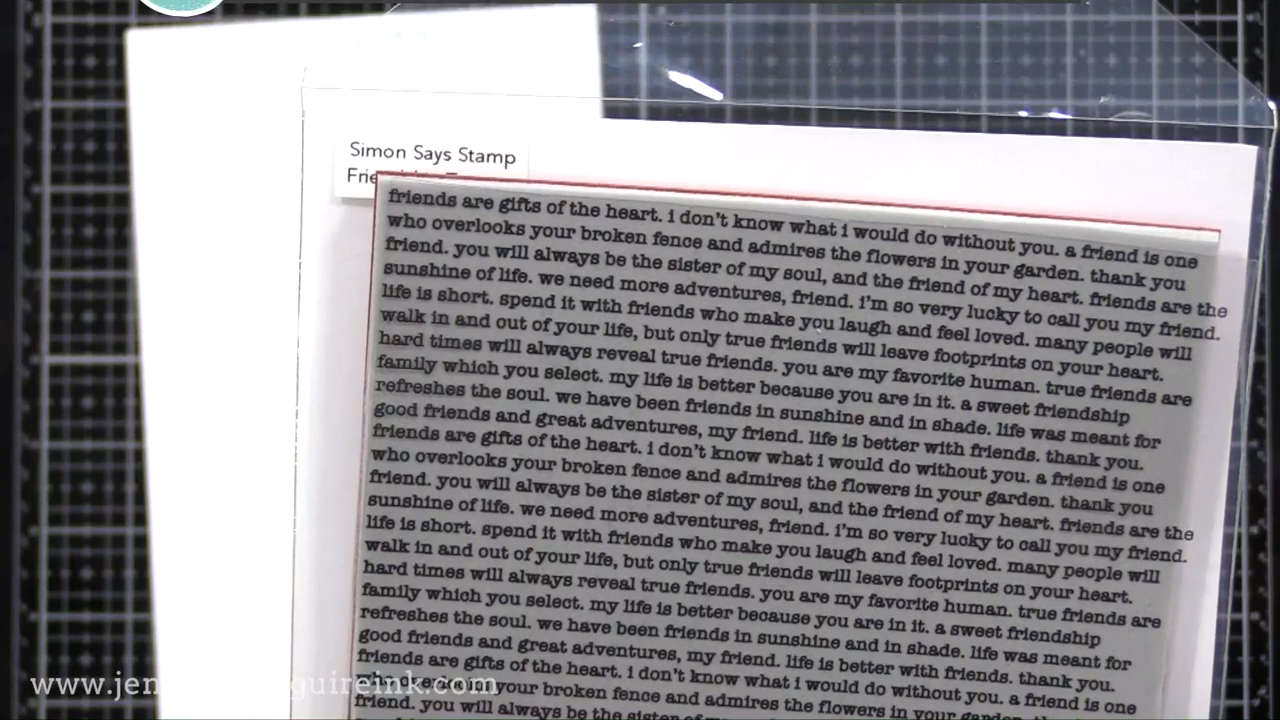 Simon Says Stamp
friends are gifts of the heart. i don't know what i would do without you. a friend is one
who overlooks your broken fence and admires the flowers in your garden. thank you
friend. you will always be the sister of my soul, and the friend of my heart. friends are the
sunshine of life. we need more adventures, friend. i'm so very lucky to call you my friend.
life is short. spend it with friends who make you laugh and feel loved. many people will
walk in and out of your life, but only true friends will leave footprints on your heart.
hard times will always reveal true friends. you are my favorite human. true friends are
family which you select. my life is better because you are in it. a sweet friendship
refreshes the soul. we have been friends in sunshine and in shade. life was meant for
good friends and great adventures, my friend. life is better with friends. thank you.
friends are gifts of the heart. i don't know what i would do without you. a friend is one
who overlooks your broken fence and admires the flowers in your garden. thank you
friend. you will always be the sister of my soul, and the friend of my heart. friends are the
sunshine of life. we need more adventures, friend. i'm so very lucky to call you my friend.
life is short. spend it with friends who make you laugh and feel loved. many people will
walk in and out of your life, but only true friends will leave footprints on your heart.
hard times will always reveal true friends. you are my favorite human. true friends are
family which you select. my life is better because you are in it. a sweet friendship
refreshes the soul. we have been friends in sunshine and in shade. life was meant for
good friends and great adventures, my friend. life is better with friends. thank you.
friends are gifts of the heart. i don't know what i would do without you. a friend is one
your broken fence and admires the flowers in your
friend. you will always be the sister